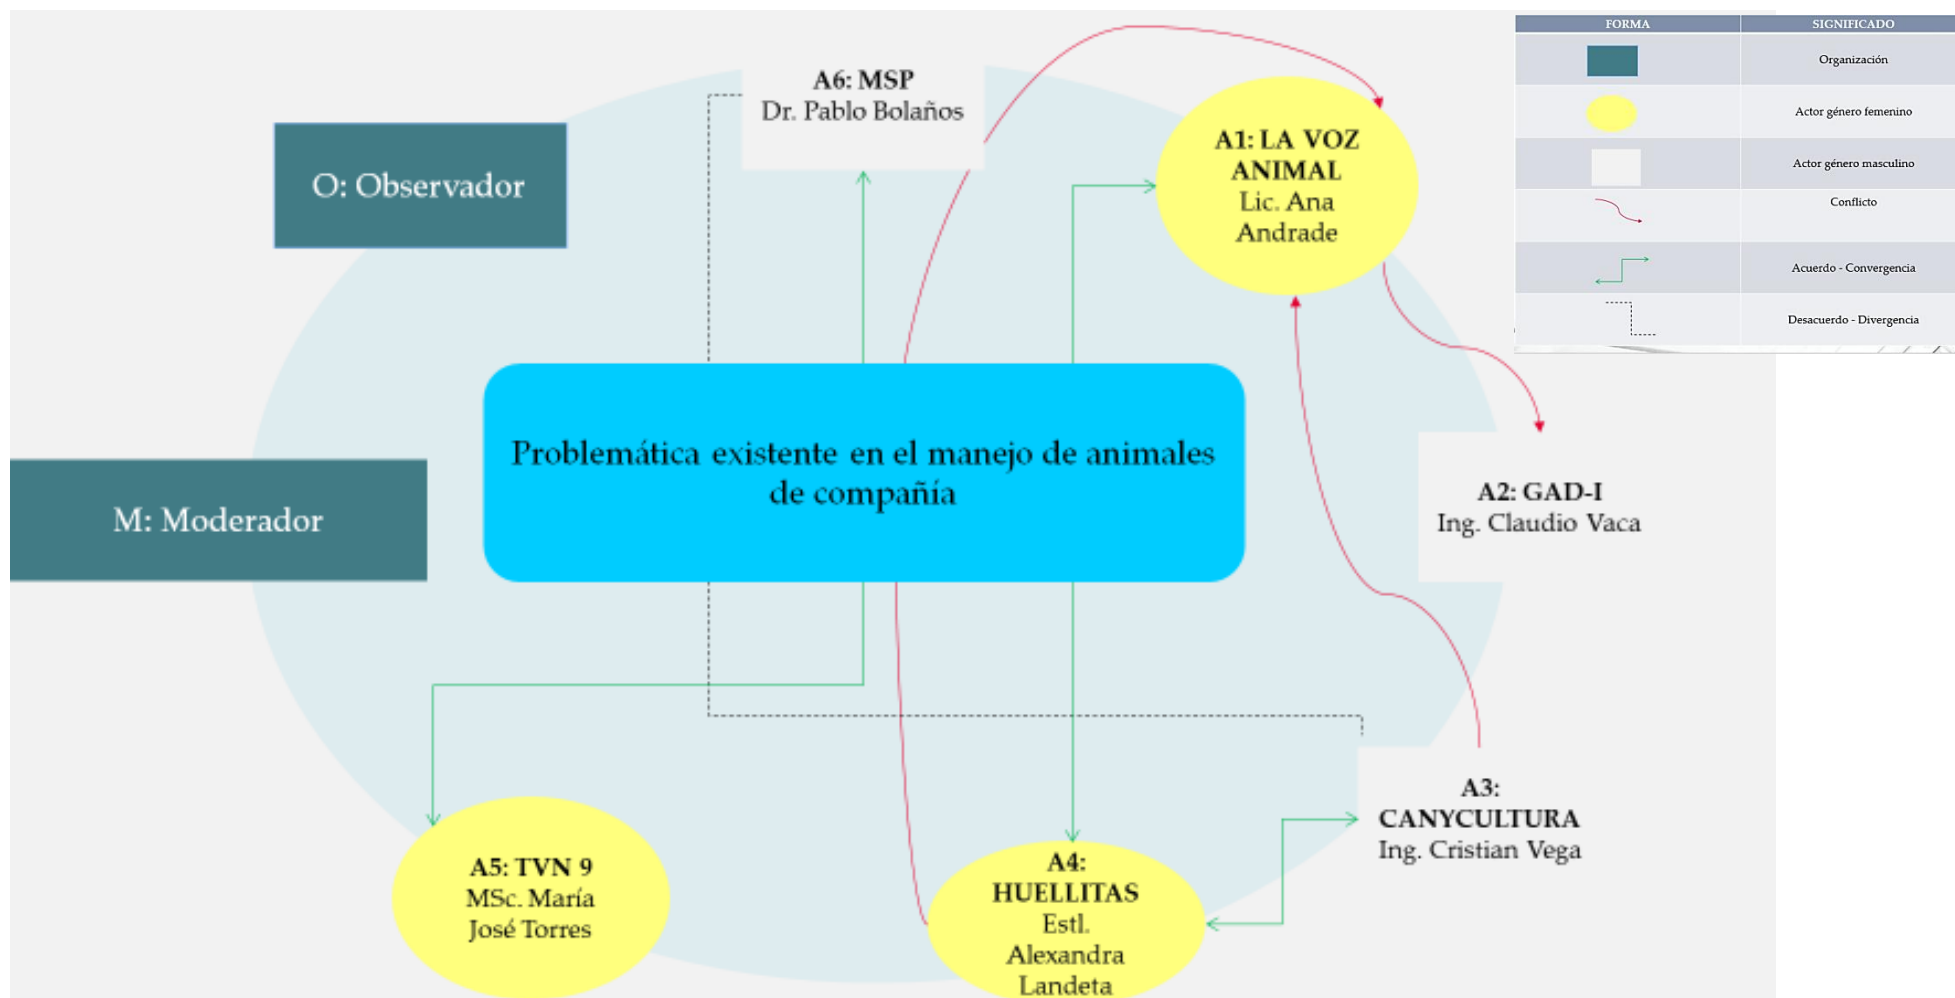 FORMA
SIGNIFICADO
Organización
Actor género femenino
Actor género masculino
Conflicto
Acuerdo - Convergencia
Desacuerdo - Divergencia
A6: MSP
Dr. Pablo Bolaños
O: Observador
A1: LA VOZ
ANIMAL
Lic. Ana
Andrade
Problemática existente en el manejo de animales
de compañía
M: Moderador
A2: GAD-I
Ing. Claudio Vaca
A3:
CANYCULTURA
Ing. Cristian Vega
A5: TVN 9
MSc. María
José Torres
A4:
HUELLITAS
Estl.
Alexandra
Landeta